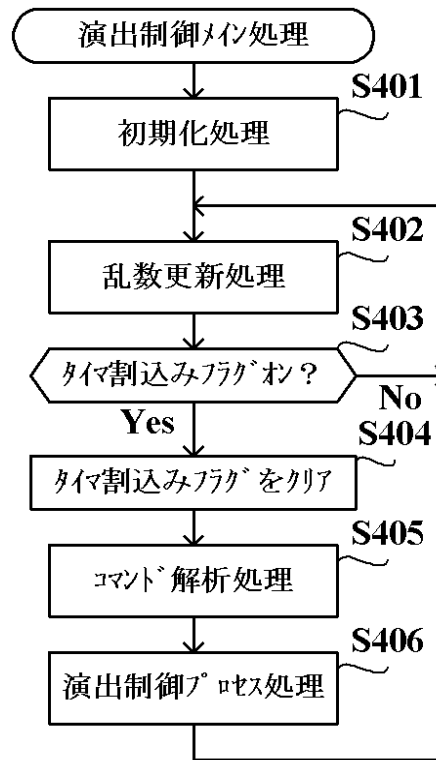 演出制御ﾒｲﾝ処理
S401
初期化処理
S402
乱数更新処理
S403
ﾀｲﾏ割込みﾌﾗｸﾞｵﾝ？
No
Yes
S404
ﾀｲﾏ割込みﾌﾗｸﾞをｸﾘｱ
S405
ｺﾏﾝﾄﾞ解析処理
S406
演出制御ﾌﾟﾛｾｽ処理